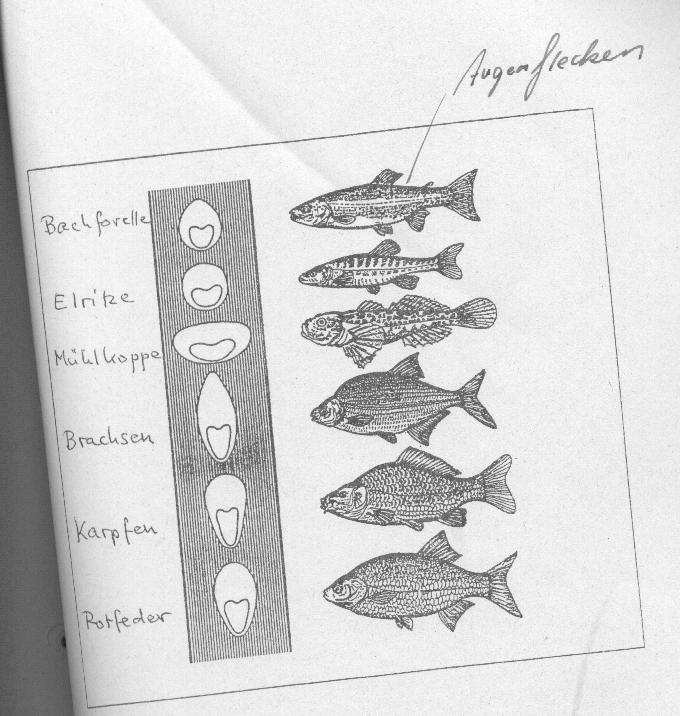 Augenflecken
Bachforelle
Elritze
Mühlkoppe
Brachsen
Karpfen
Rotfeder